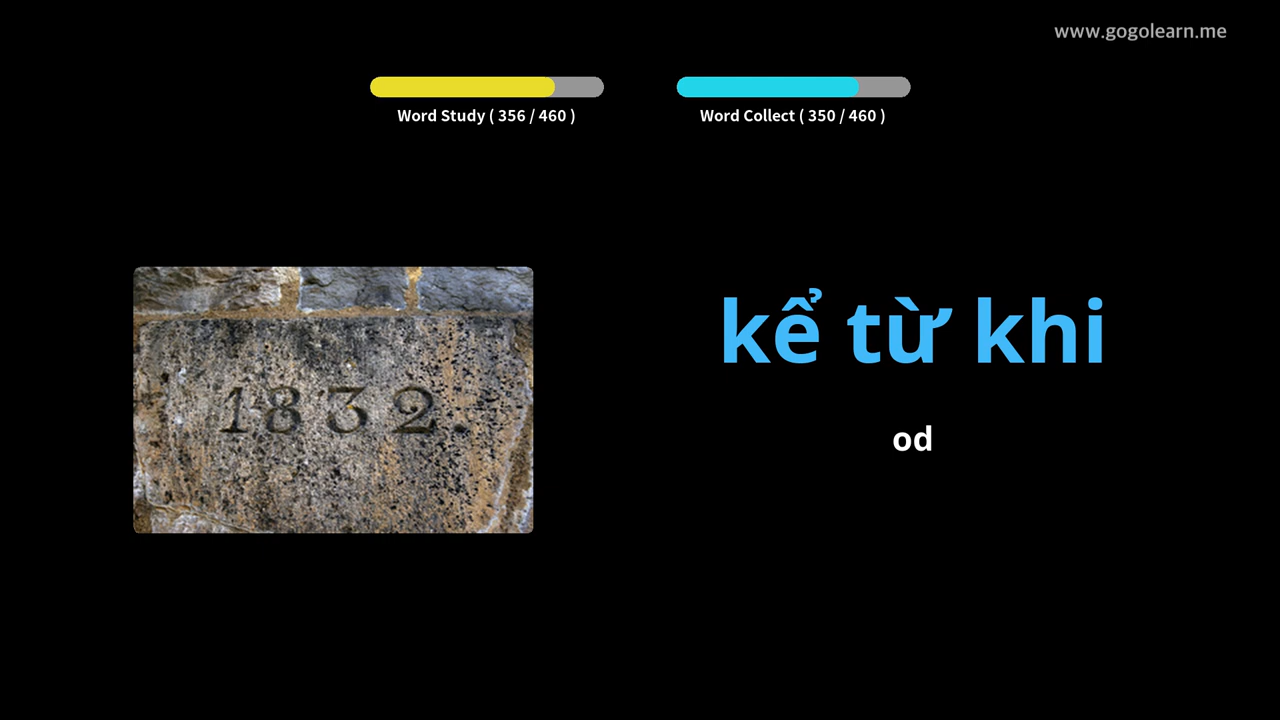 www.gogolearn.me
Word Study ( 356 / 460 )
Word Collect ( 350 / 460 )
1832.
kể từ khi
od